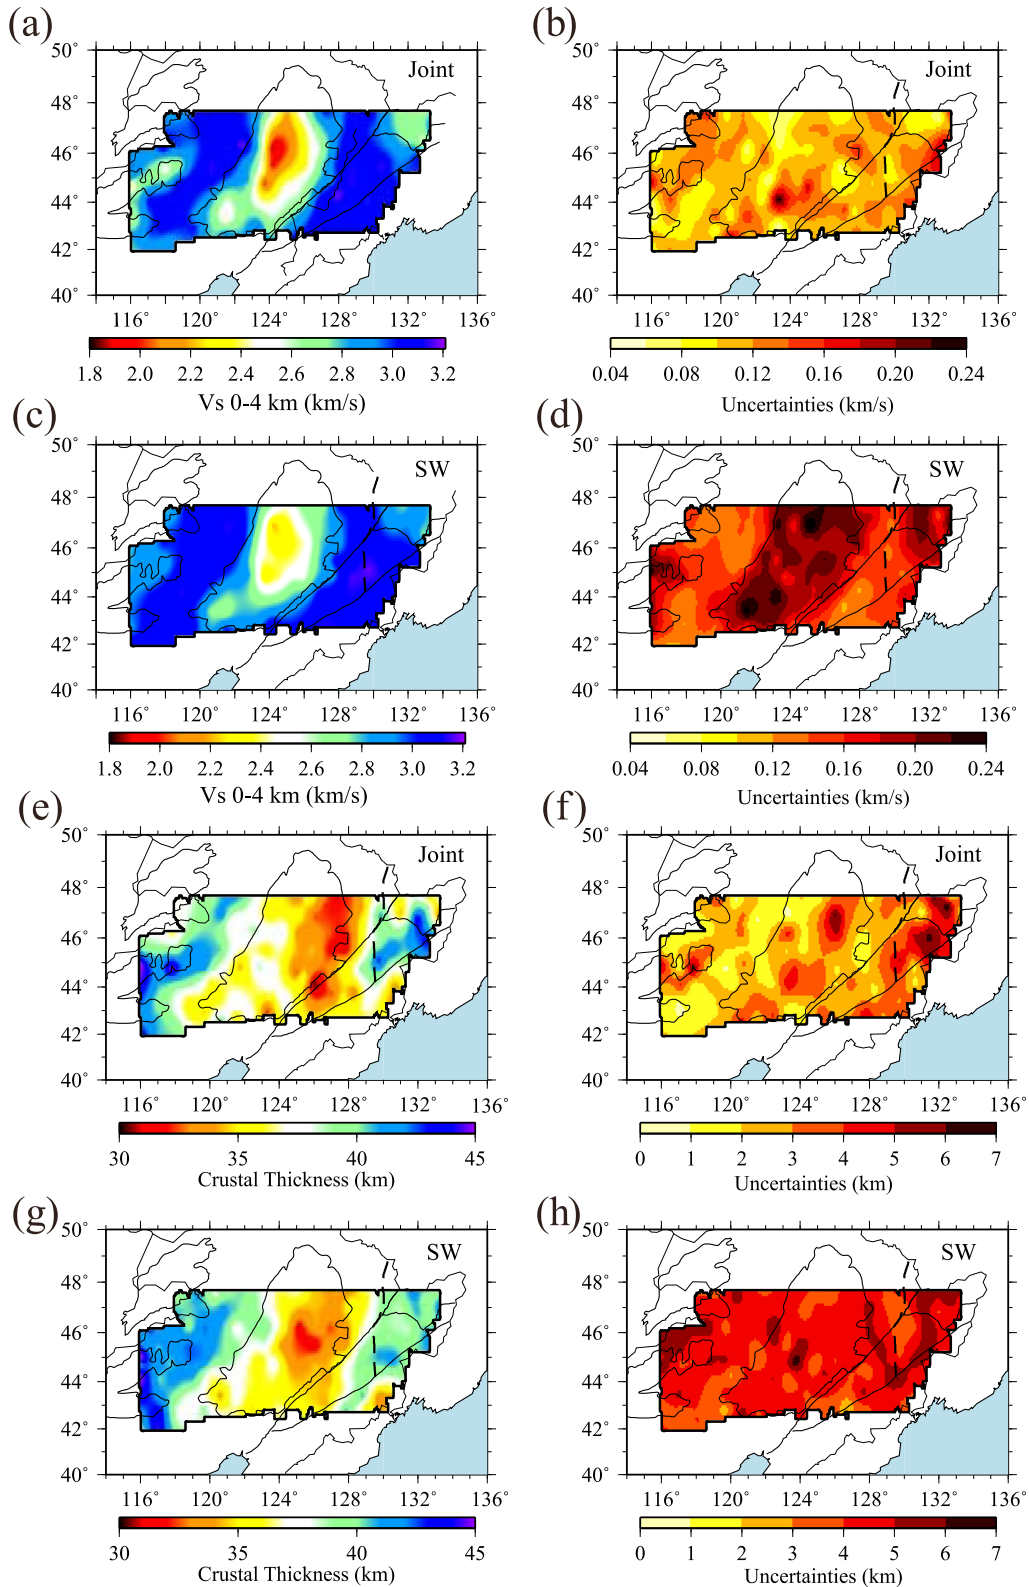 (a)
50°
48°
46°
44°
42°
40°
Joint
116° 120° 124° 128° 132° 136°
1.8 2.0 2.2 2.4 2.6 2.8 3.0 3.2
Vs 0-4 km (km/s)
(b)
50°
48°
46°
44°
42°
40°
Joint
116° 120° 124° 128° 132° 136°
0.04 0.08 0.12 0.16 0.20 0.24
Uncertainties (km/s)
(c)
50°
48°
46°
44°
42°
40°
SW
116° 120° 124° 128° 132° 136°
1.8 2.0 2.2 2.4 2.6 2.8 3.0 3.2
Vs 0-4 km (km/s)
(d)
50°
48°
46°
44°
42°
40°
SW
116° 120° 124° 128° 132° 136°
0.04 0.08 0.12 0.16 0.20 0.24
Uncertainties (km/s)
(e)
50°
48°
46°
44°
42°
40°
Joint
116° 120° 124° 128° 132° 136°
30 35 40 45
Crustal Thickness (km)
(f)
50°
48°
46°
44°
42°
40°
Joint
116° 120° 124° 128° 132° 136°
0 1 2 3 4 5 6 7
Uncertainties (km)
(g)
50°
48°
46°
44°
42°
40°
SW
116° 120° 124° 128° 132° 136°
30 35 40 45
Crustal Thickness (km)
(h)
50°
48°
46°
44°
42°
40°
SW
116° 120° 124° 128° 132° 136°
0 1 2 3 4 5 6 7
Uncertainties (km)